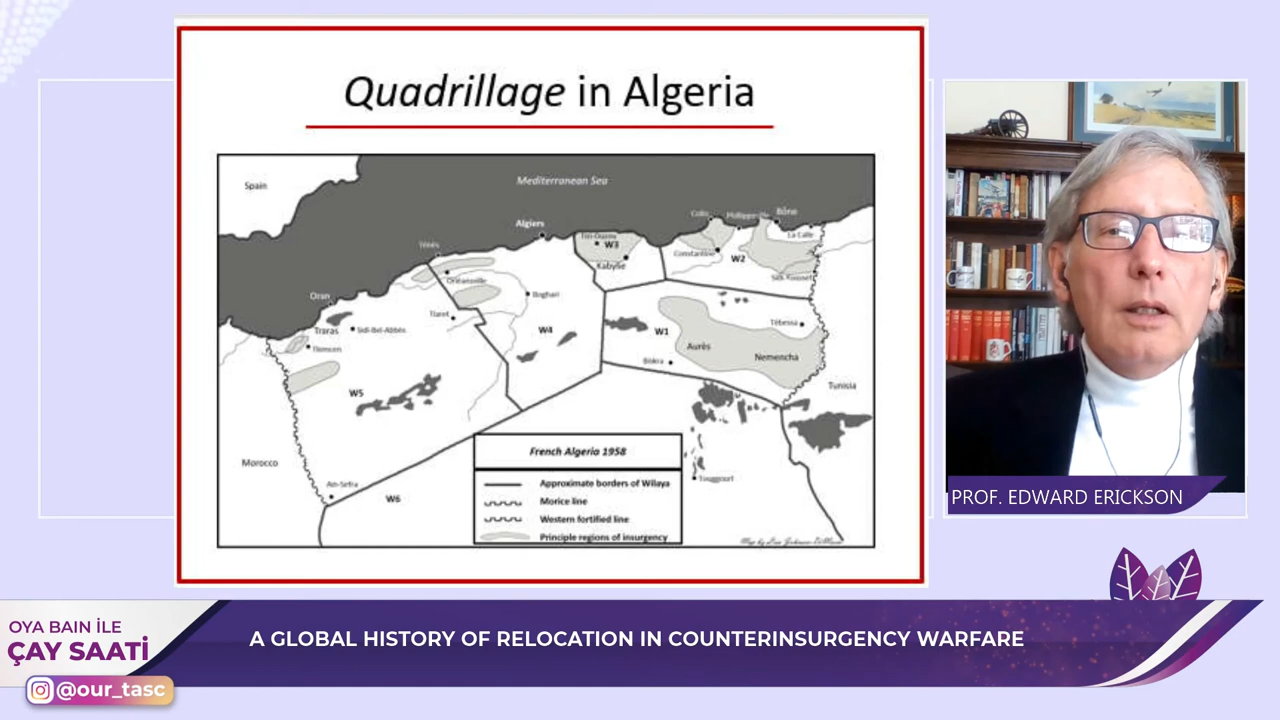 Quadrillage in Algeria
Spain
Mediterranean Sea
Algiers
Bône
Collo
Philippeville
La Calle
Ténès
Tizi-Ouzou
W3
Kabylie
Constantine
W2
Orléansville
Boghari
Oran
Tiaret
Traras
Sidi-Bel-Abbès
Tlemcen
W4
W1
Tébessa
Aurès
Nemencha
Biskra
W5
Tunisia
Morocco
Ain-Sefra
W6
Touggourt
French Algeria 1958
Approximate borders of Wilaya
Morice line
Western fortified line
Principle regions of insurgency
Map by
PROF. EDWARD ERICKSON
OYA BAIN İLE
ÇAY SAATİ
A GLOBAL HISTORY OF RELOCATION IN COUNTERINSURGENCY WARFARE
@our_tasc